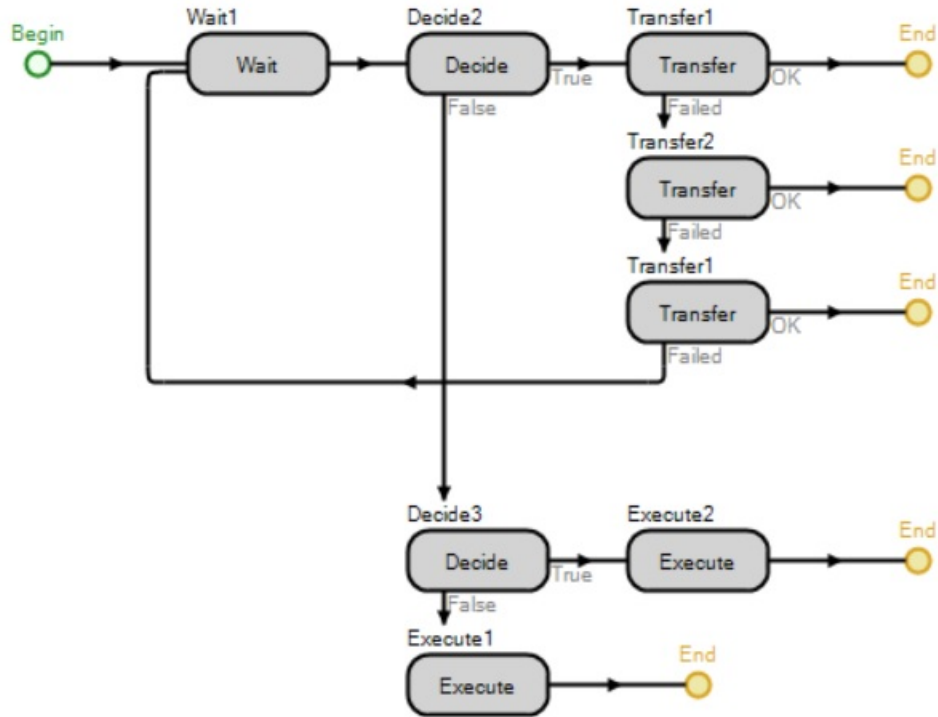 Wait1
Decide2
Transfer1
Begin
End
Wait
Decide
Transfer
True
OK
False
Failed
Transfer2
End
Transfer
OK
Failed
Transfer1
End
Transfer
OK
Failed
Decide3
Execute2
End
Decide
Execute
True
False
Execute1
End
Execute